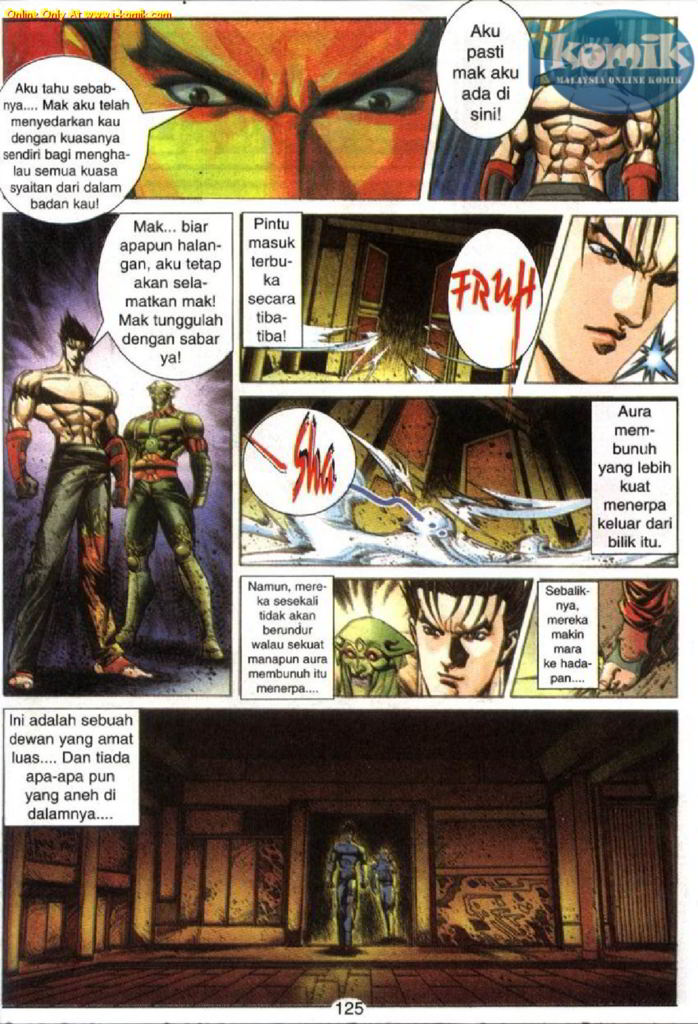 Online Only At www.i-komik.com
Aku tahu sebab-
nya.... Mak aku telah
menyedarkan kau
dengan kuasanya
sendiri bagi mengha-
lau semua kuasa
syaitan dari dalam
badan kau!
Aku
pasti
mak aku
ada di
sini!
i komik
MALAYSIA ONLINE KOMIK
Mak... biar
apapun halan-
gan, aku tetap
akan sela-
matkan mak!
Mak tunggulah
dengan sabar
ya!
Pintu
masuk
terbu-
ka
secara
tiba-
tiba!
FRUH
Sha
Aura
mem-
bunuh
yang lebih
kuat
menerpa
keluar dari
bilik itu.
Namun, mere-
ka sesekali
tidak akan
berundur
walau sekuat
manapun aura
membunuh itu
menerpa....
Sebalik-
nya,
mereka
makin
mara
ke hada-
pan....
Ini adalah sebuah
dewan yang amat
luas.... Dan tiada
apa-apa pun
yang aneh di
dalamnya....
125